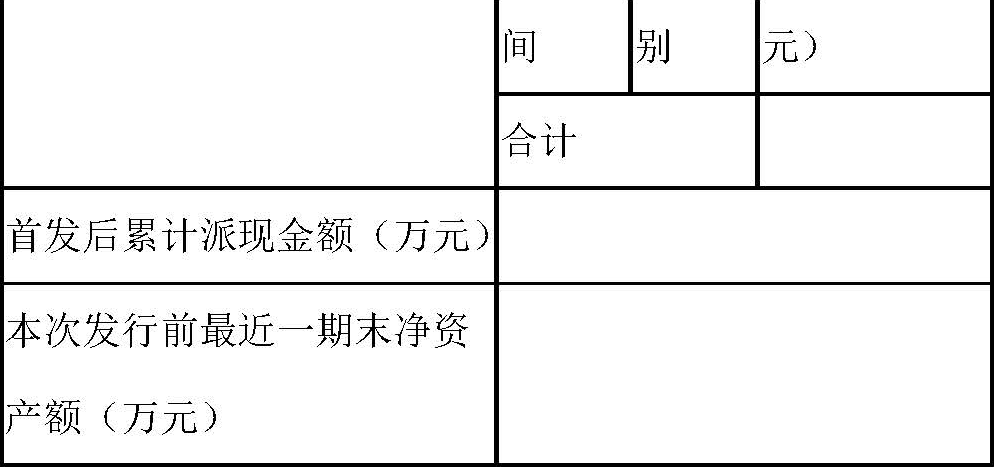 间 别 元）
合计
首发后累计派现金额（万元）
本次发行前最近一期末净资
产额（万元）